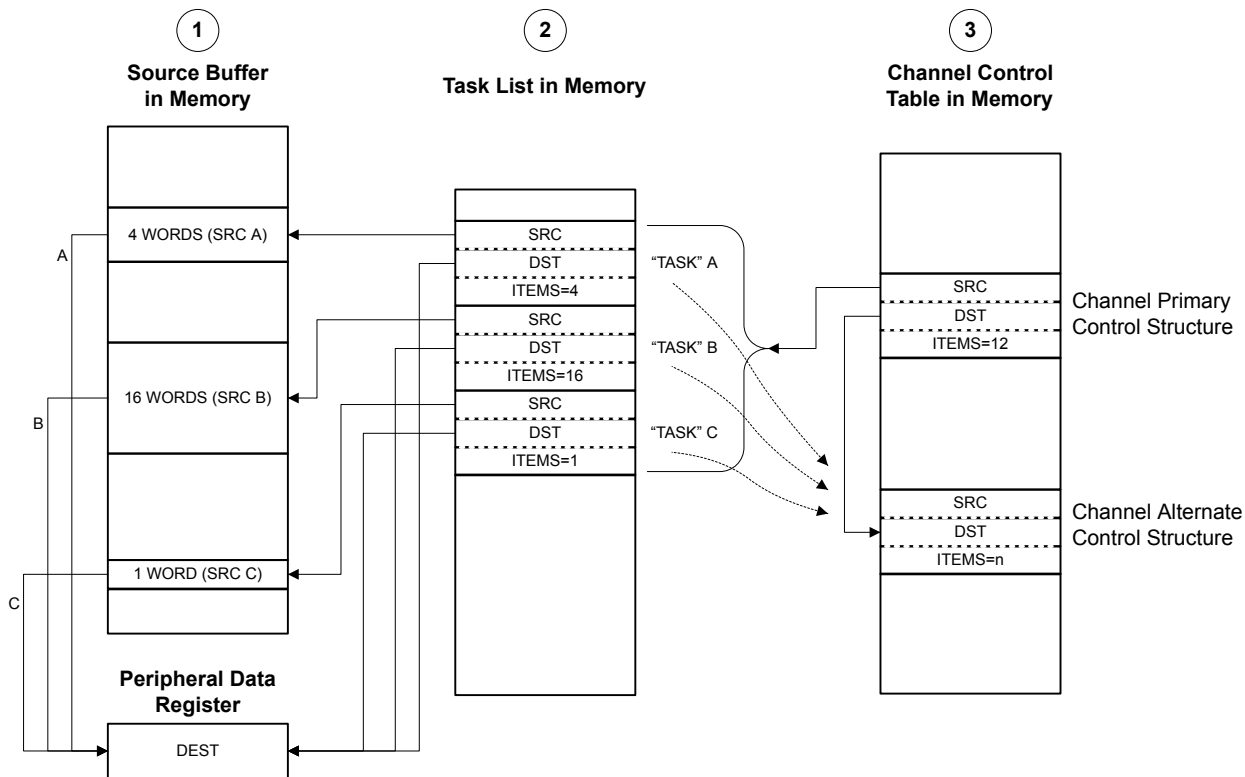 1
Source Buffer
in Memory
4 WORDS (SRC A)
16 WORDS (SRC B)
1 WORD (SRC C)
A
B
C
Peripheral Data
Register
DEST
2
Task List in Memory
SRC
DST
ITEMS=4
"TASK" A
SRC
DST
ITEMS=16
"TASK" B
SRC
DST
ITEMS=1
"TASK" C
3
Channel Control
Table in Memory
SRC
DST
ITEMS=12
Channel Primary
Control Structure
SRC
DST
ITEMS=n
Channel Alternate
Control Structure